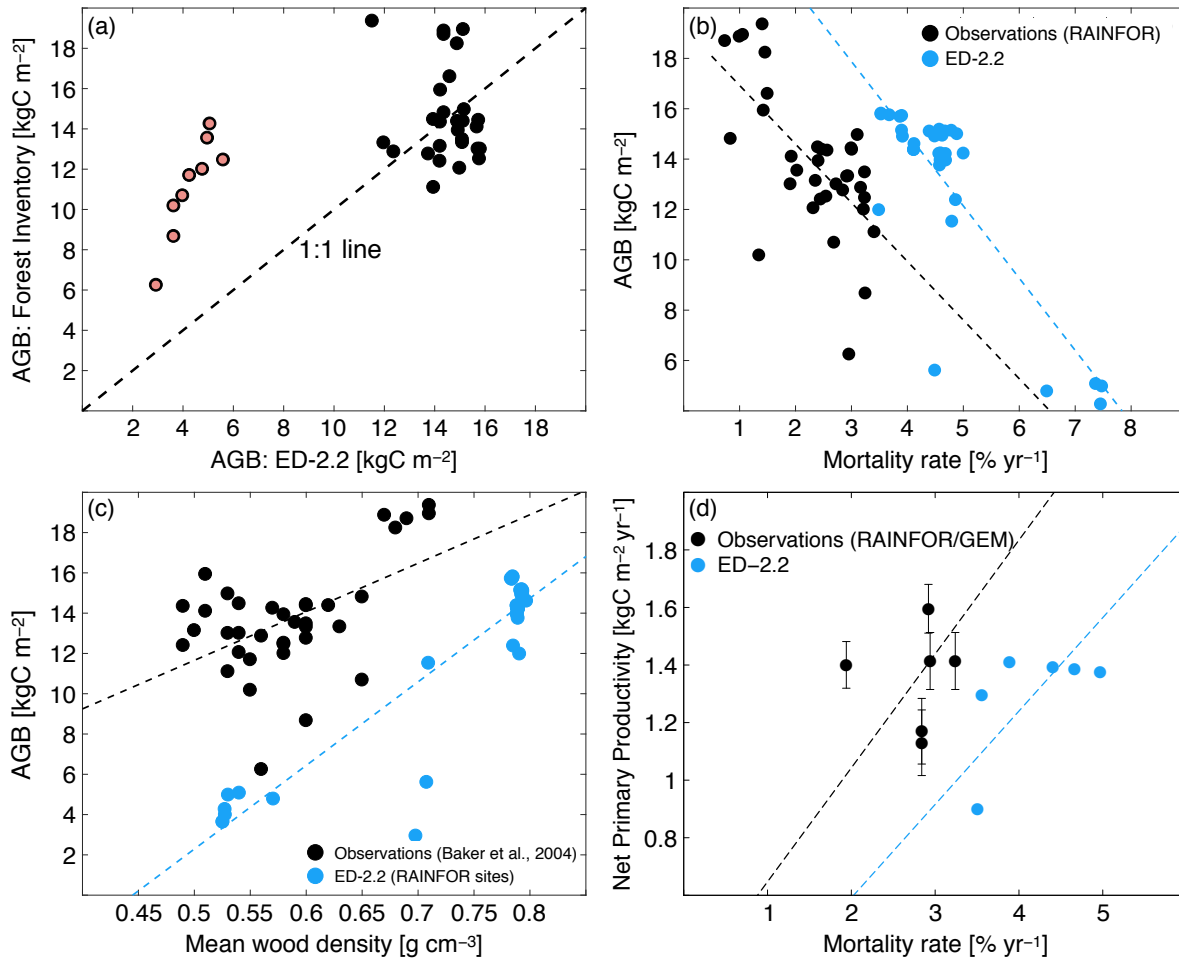 (a)
AGB: Forest Inventory [kgC m⁻²]
18
16
14
12
10
8
6
4
2
1:1 line
2 4 6 8 10 12 14 16 18
AGB: ED-2.2 [kgC m⁻²]
(b)
Observations (RAINFOR)
ED-2.2
AGB [kgC m⁻²]
18
16
14
12
10
8
6
1 2 3 4 5 6 7 8
Mortality rate [% yr⁻¹]
(c)
AGB [kgC m⁻²]
18
16
14
12
10
8
6
4
2
Observations (Baker et al., 2004)
ED-2.2 (RAINFOR sites)
0.45 0.5 0.55 0.6 0.65 0.7 0.75 0.8
Mean wood density [g cm⁻³]
(d)
Observations (RAINFOR/GEM)
ED−2.2
Net Primary Productivity [kgC m⁻² yr⁻¹]
1.8
1.6
1.4
1.2
1
0.8
1 2 3 4 5
Mortality rate [% yr⁻¹]